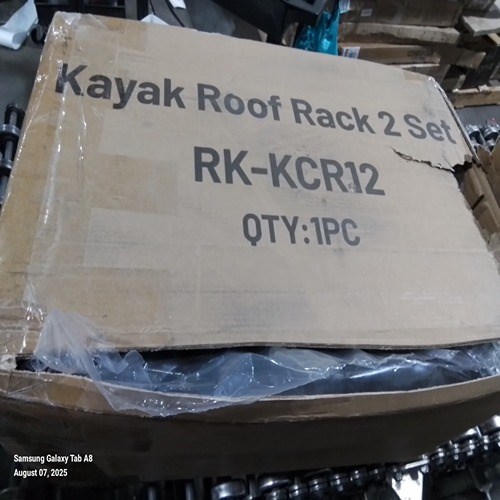 Kayak Roof Rack 2 Set
RK-KCR12
QTY:1PC
Samsung Galaxy Tab A8
August 07, 2025